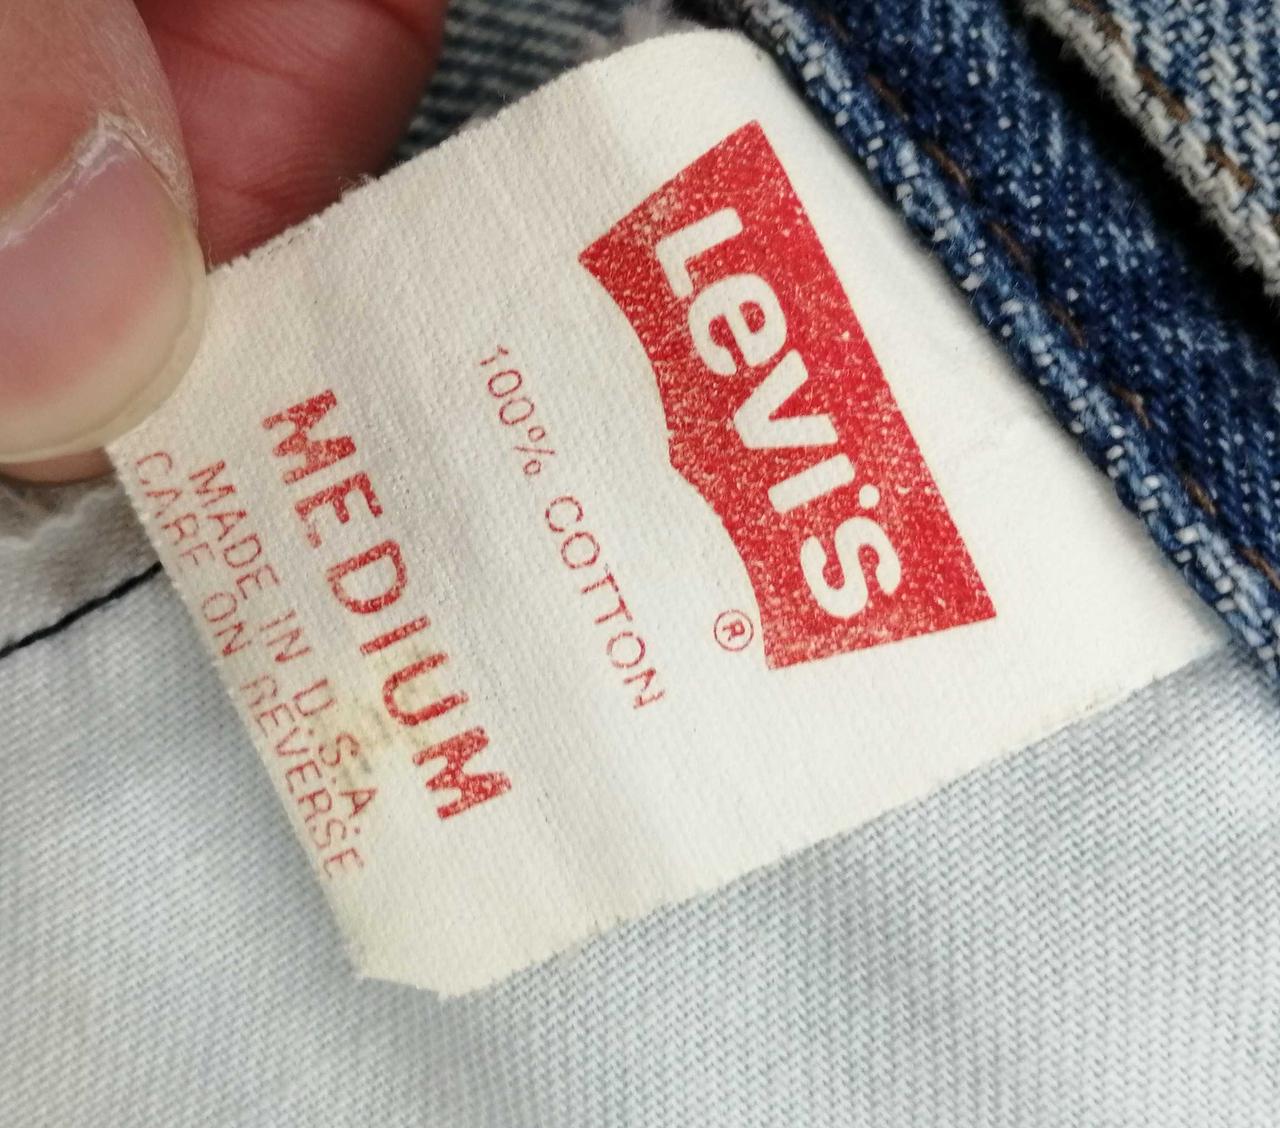 Levi's
®
100% COTTON
MEDIUM
MADE IN U.S.A.
CARE ON REVERSE